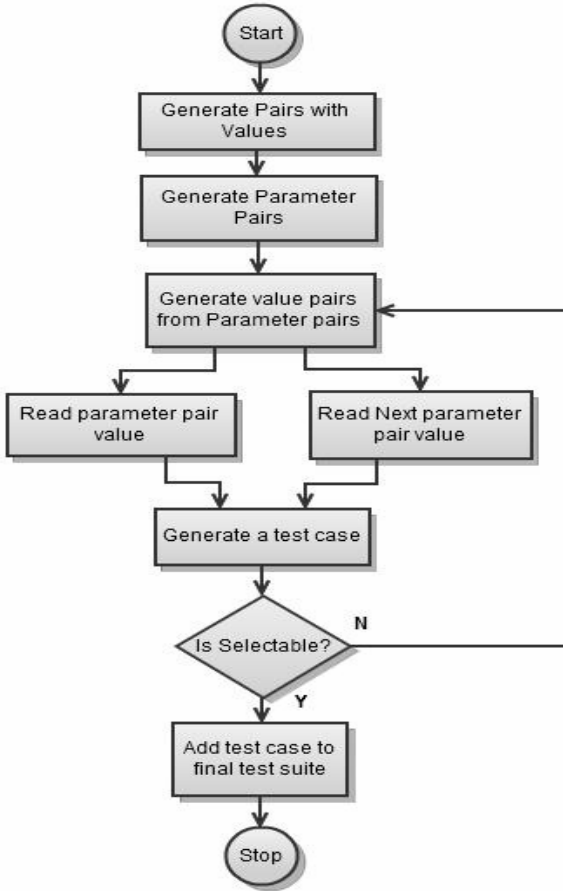 Start
Generate Pairs with
Values
Generate Parameter
Pairs
Generate value pairs
from Parameter pairs
Read parameter pair
value
Read Next parameter
pair value
Generate a test case
Is Selectable?
N
Y
Add test case to
final test suite
Stop